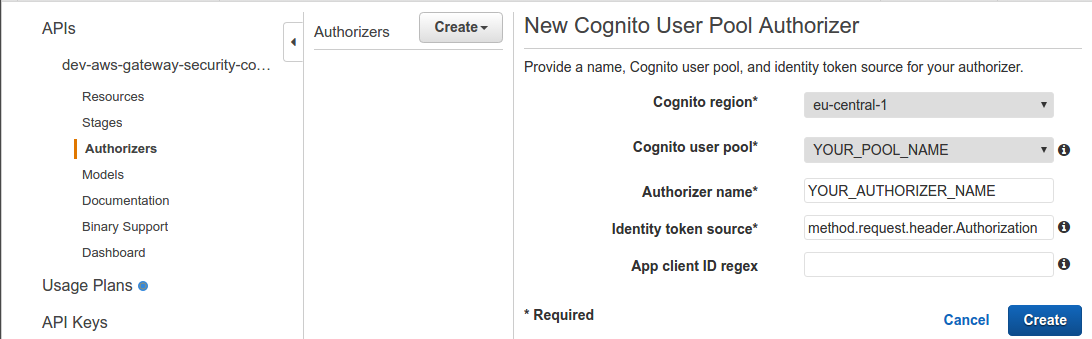 APIs
dev-aws-gateway-security-co...
Resources
Stages
Authorizers
Models
Documentation
Binary Support
Dashboard
Usage Plans
API Keys
Authorizers
Create
New Cognito User Pool Authorizer
Provide a name, Cognito user pool, and identity token source for your authorizer.
Cognito region* eu-central-1
Cognito user pool* YOUR_POOL_NAME
Authorizer name* YOUR_AUTHORIZER_NAME
Identity token source* method.request.header.Authorization
App client ID regex
* Required
Cancel Create